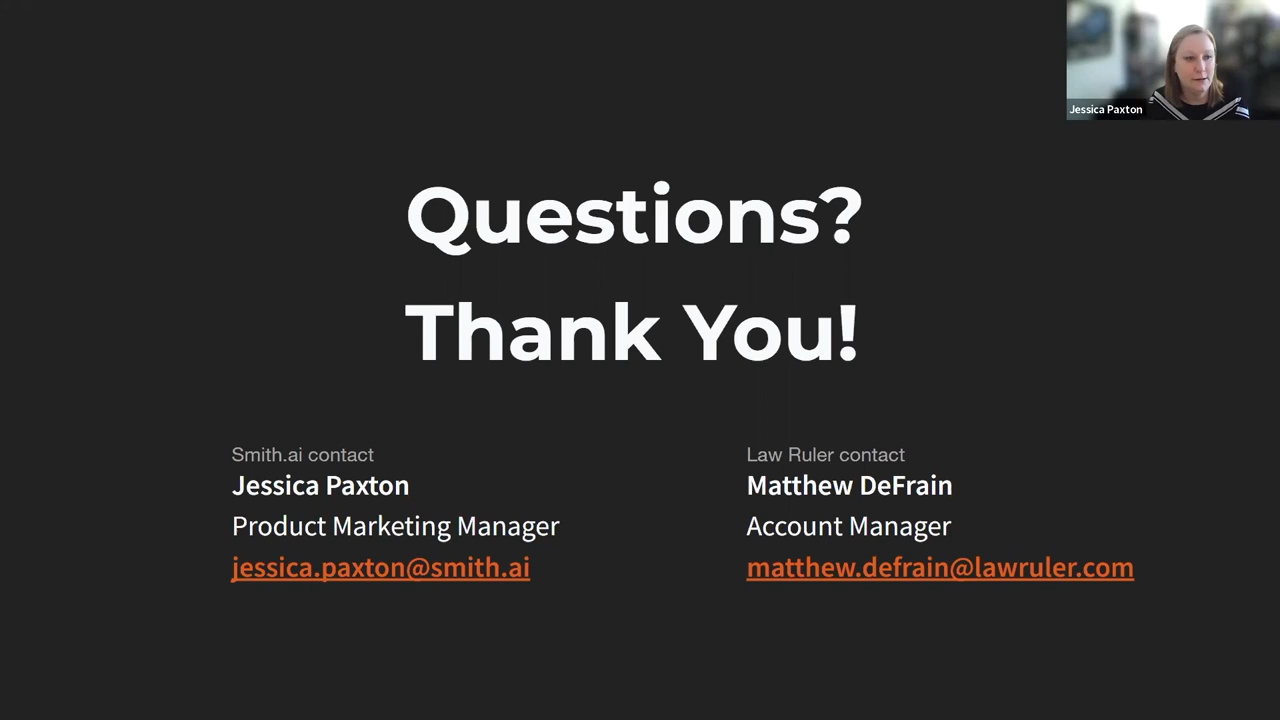 Jessica Paxton
Questions?
Thank You!
Smith.ai contact
Jessica Paxton
Product Marketing Manager
jessica.paxton@smith.ai
Law Ruler contact
Matthew DeFrain
Account Manager
matthew.defrain@lawruler.com